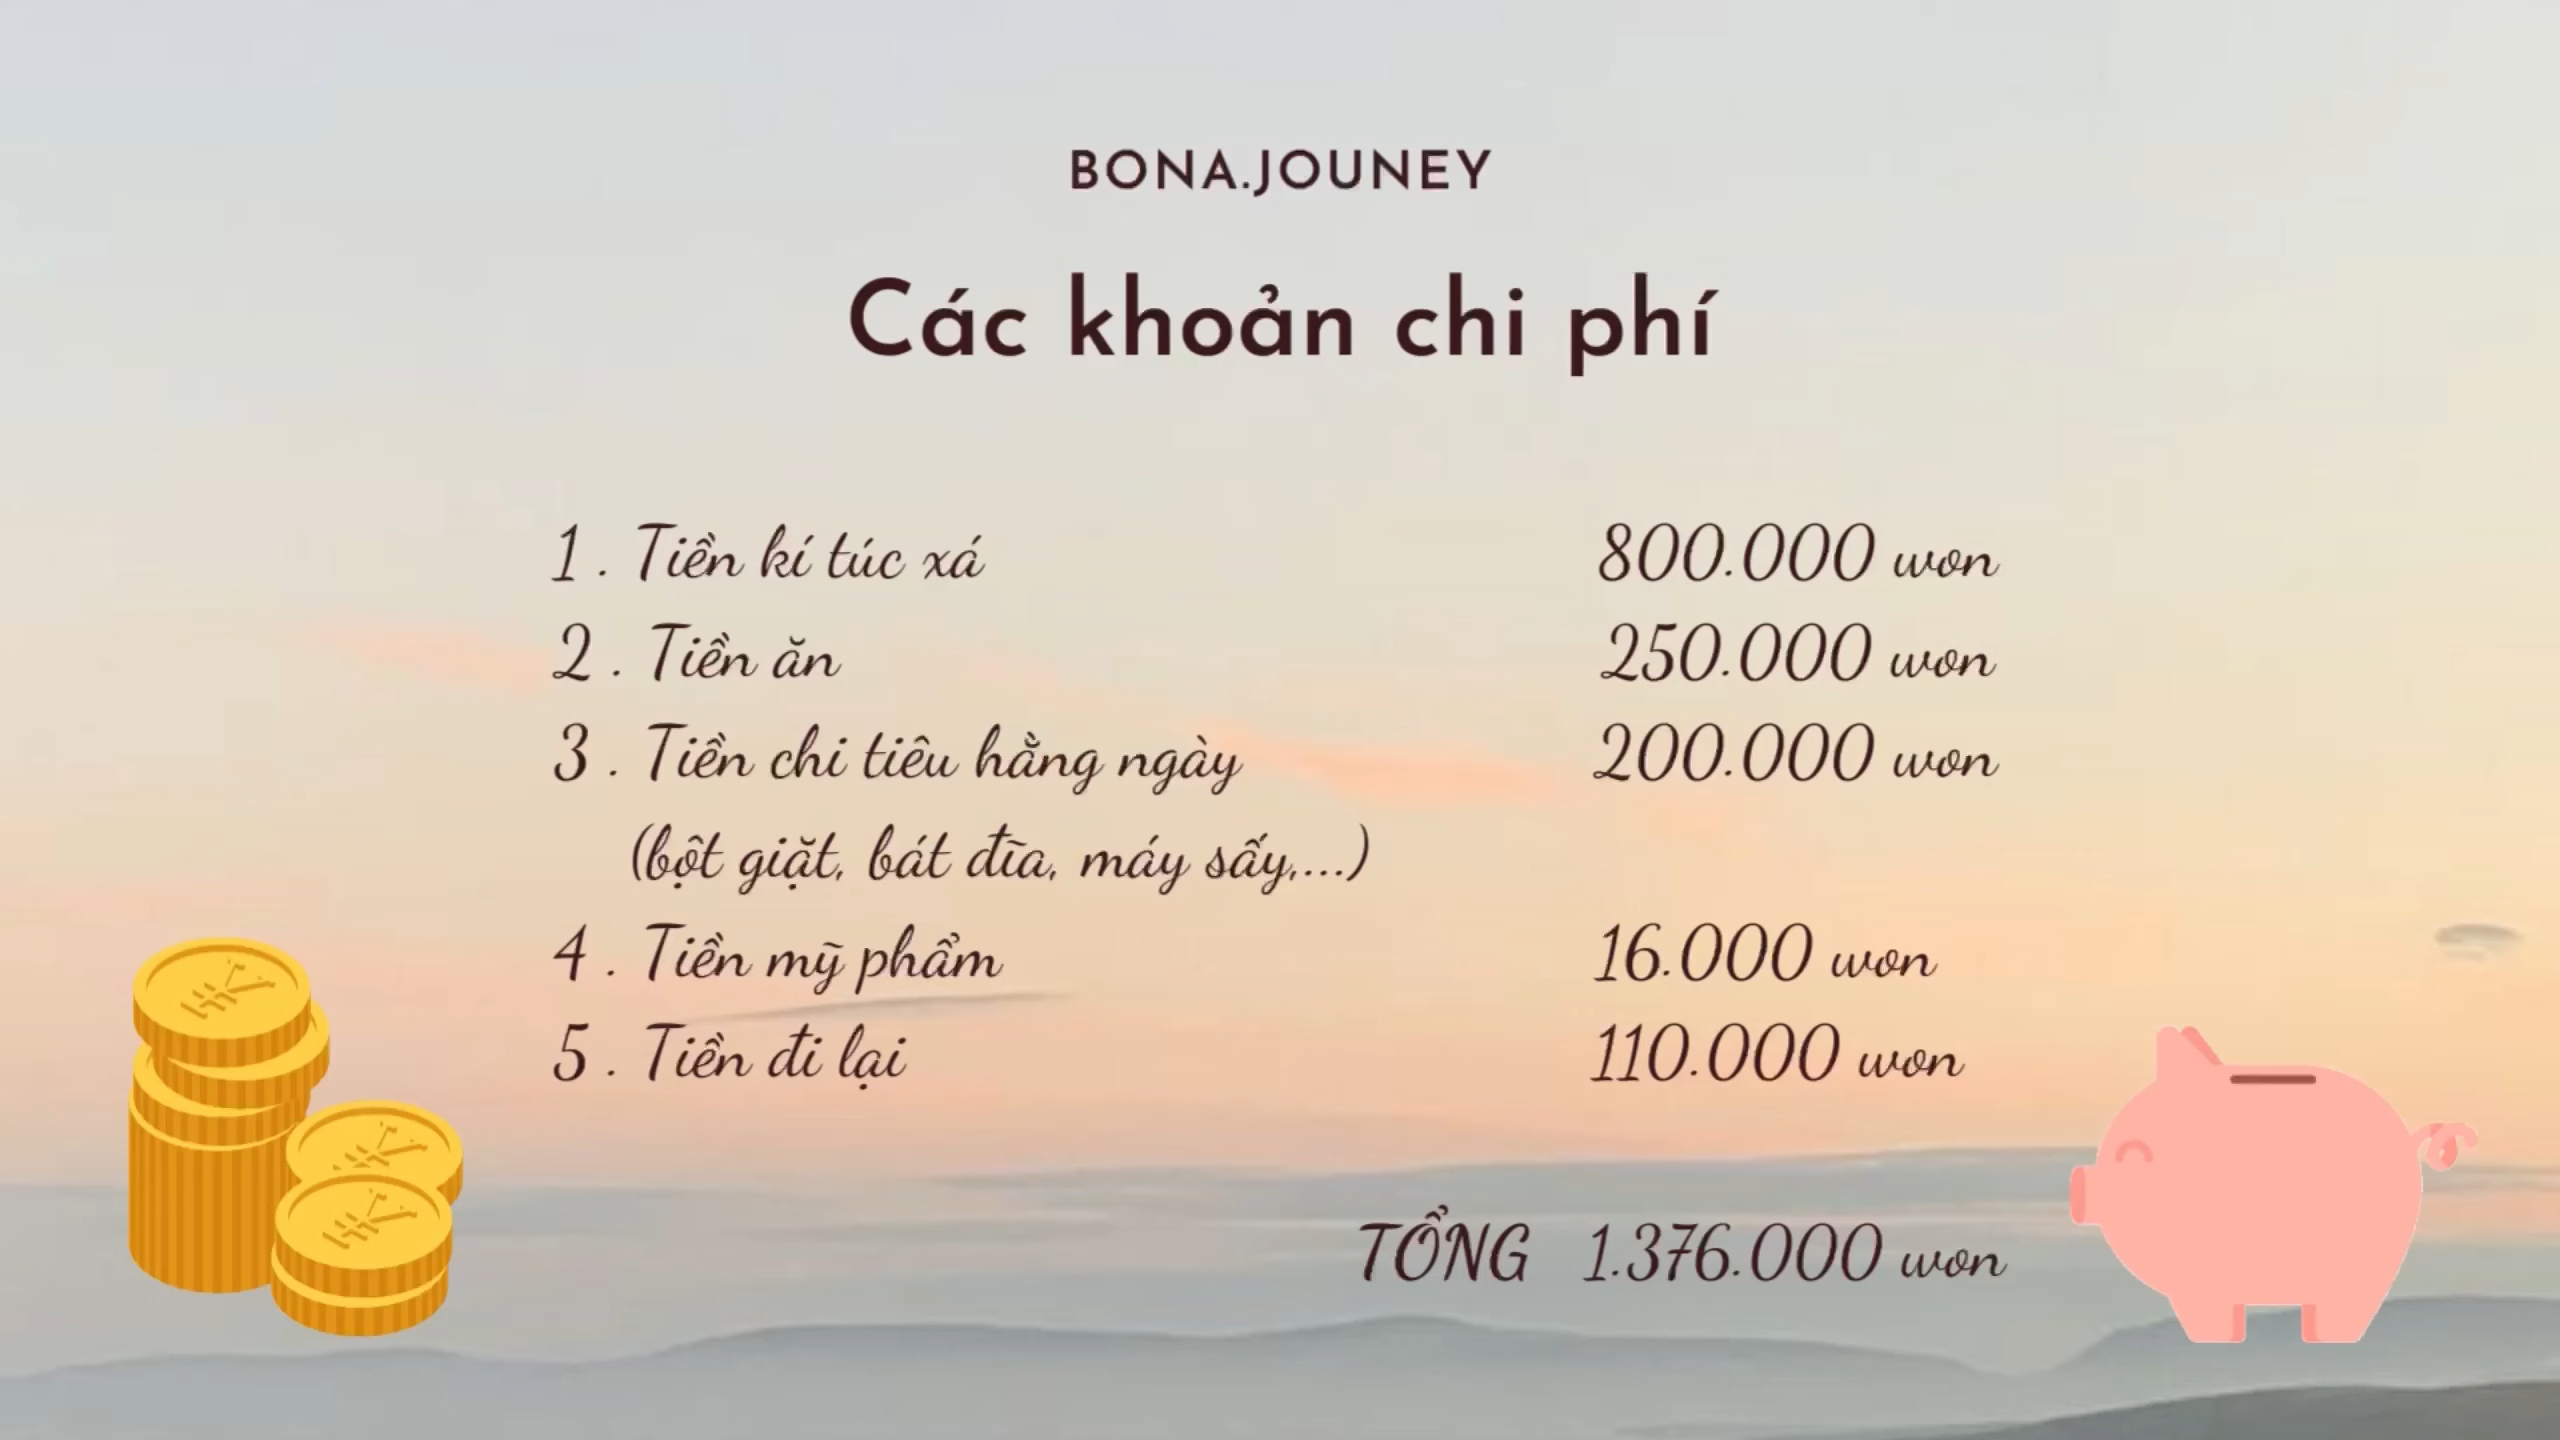 BONA.JOUNEY
Các khoản chi phí
1 . Tiền kí túc xá 800.000 won
2 . Tiền ăn 250.000 won
3 . Tiền chi tiêu hằng ngày 200.000 won
(bột giặt, bát đĩa, máy sấy,...)
4 . Tiền mỹ phẩm 16.000 won
5 . Tiền đi lại 110.000 won
TỔNG 1.376.000 won